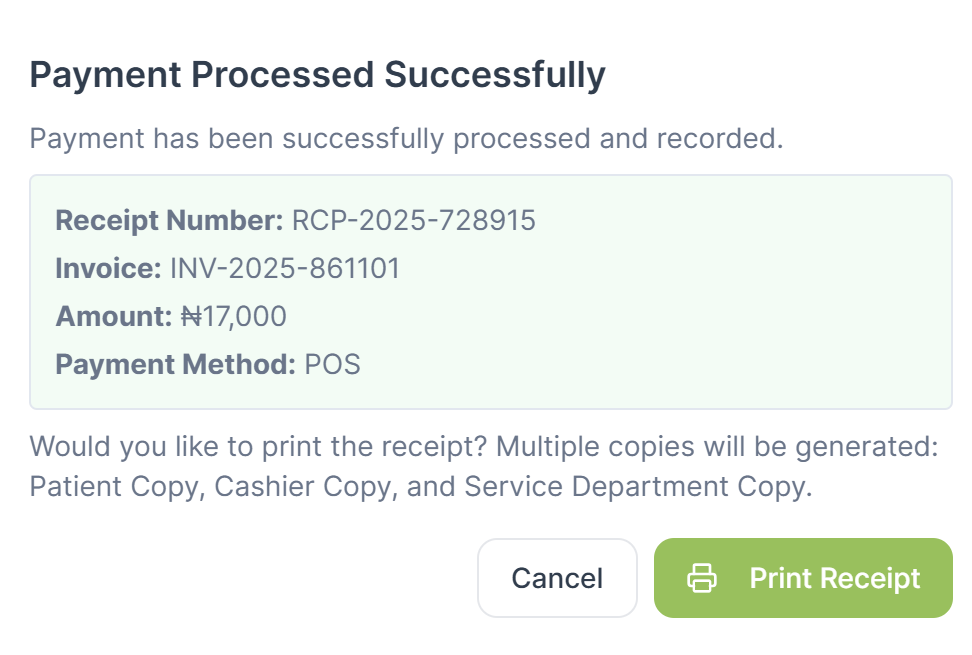 Payment Processed Successfully
Payment has been successfully processed and recorded.
Receipt Number: RCP-2025-728915
Invoice: INV-2025-861101
Amount: ₦17,000
Payment Method: POS
Would you like to print the receipt? Multiple copies will be generated:
Patient Copy, Cashier Copy, and Service Department Copy.
Cancel
Print Receipt